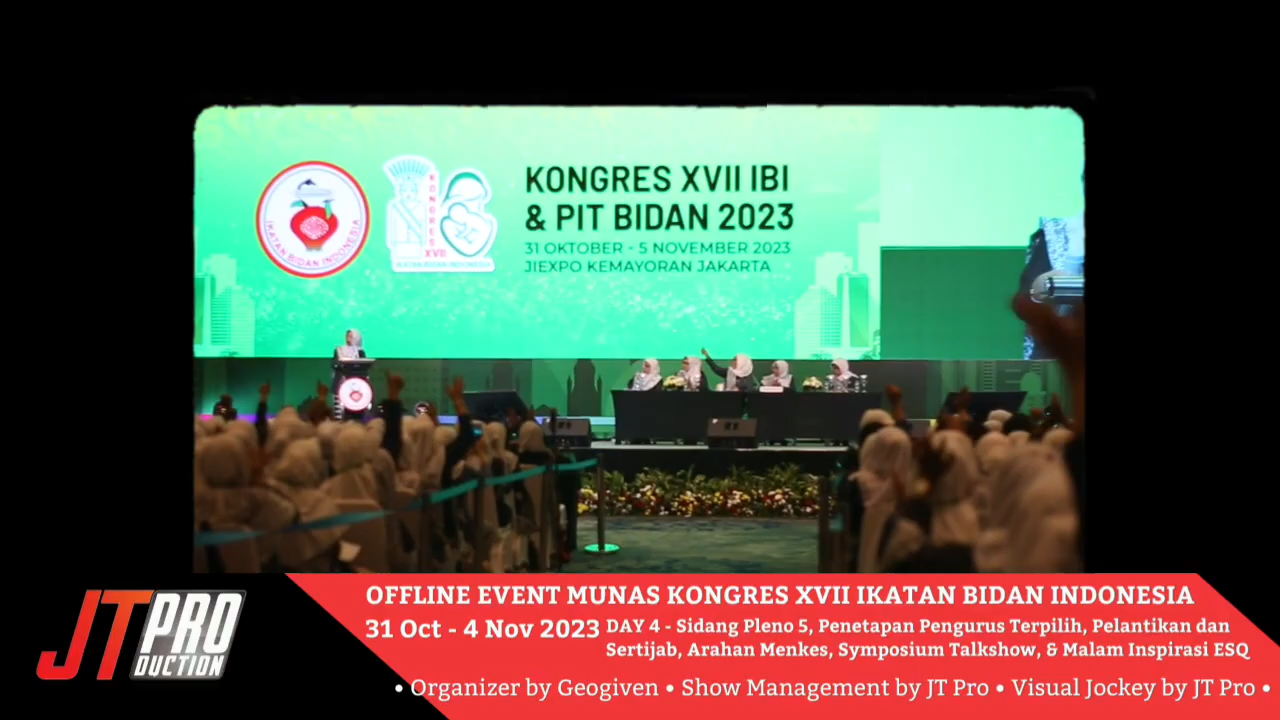 KONGRES XVII IBI
& PIT BIDAN 2023
31 OKTOBER - 5 NOVEMBER 2023
JIEXPO KEMAYORAN JAKARTA
IKATAN BIDAN INDONESIA
KONGRES
XVII
IKATAN BIDAN INDONESIA
JT PRO
DUCTION
OFFLINE EVENT MUNAS KONGRES XVII IKATAN BIDAN INDONESIA
31 Oct - 4 Nov 2023 DAY 4 - Sidang Pleno 5, Penetapan Pengurus Terpilih, Pelantikan dan
Sertijab, Arahan Menkes, Symposium Talkshow, & Malam Inspirasi ESQ
• Organizer by Geogiven • Show Management by JT Pro • Visual Jockey by JT Pro •